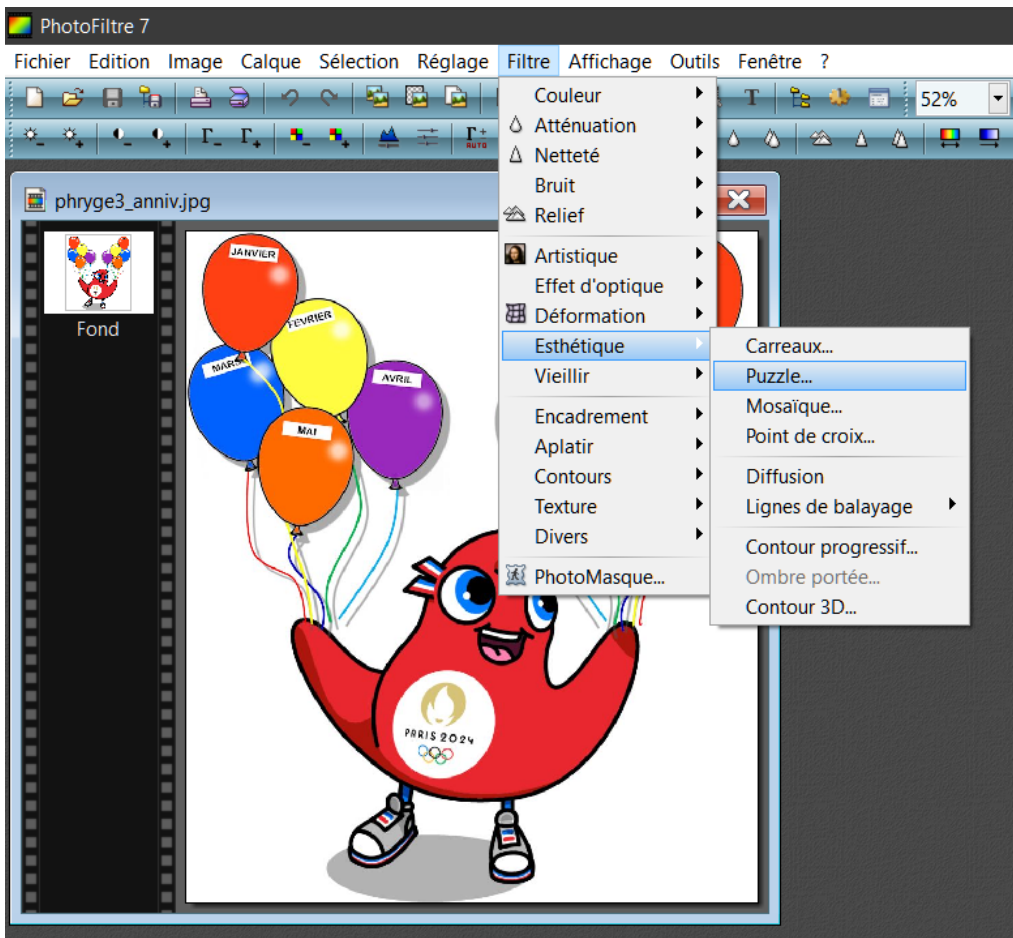 PhotoFiltre 7
Fichier Edition Image Calque Sélection Réglage Filtre Affichage Outils Fenêtre ?
T 52%
AUTO
phryge3_anniv.jpg
Fond
JANVIER
FEVRIER
MARS
AVRIL
MAI
PARIS 2024
Couleur
Atténuation
Netteté
Bruit
Relief
Artistique
Effet d'optique
Déformation
Esthétique
Vieillir
Encadrement
Aplatir
Contours
Texture
Divers
PhotoMasque...
Carreaux...
Puzzle...
Mosaïque...
Point de croix...
Diffusion
Lignes de balayage
Contour progressif...
Ombre portée...
Contour 3D...